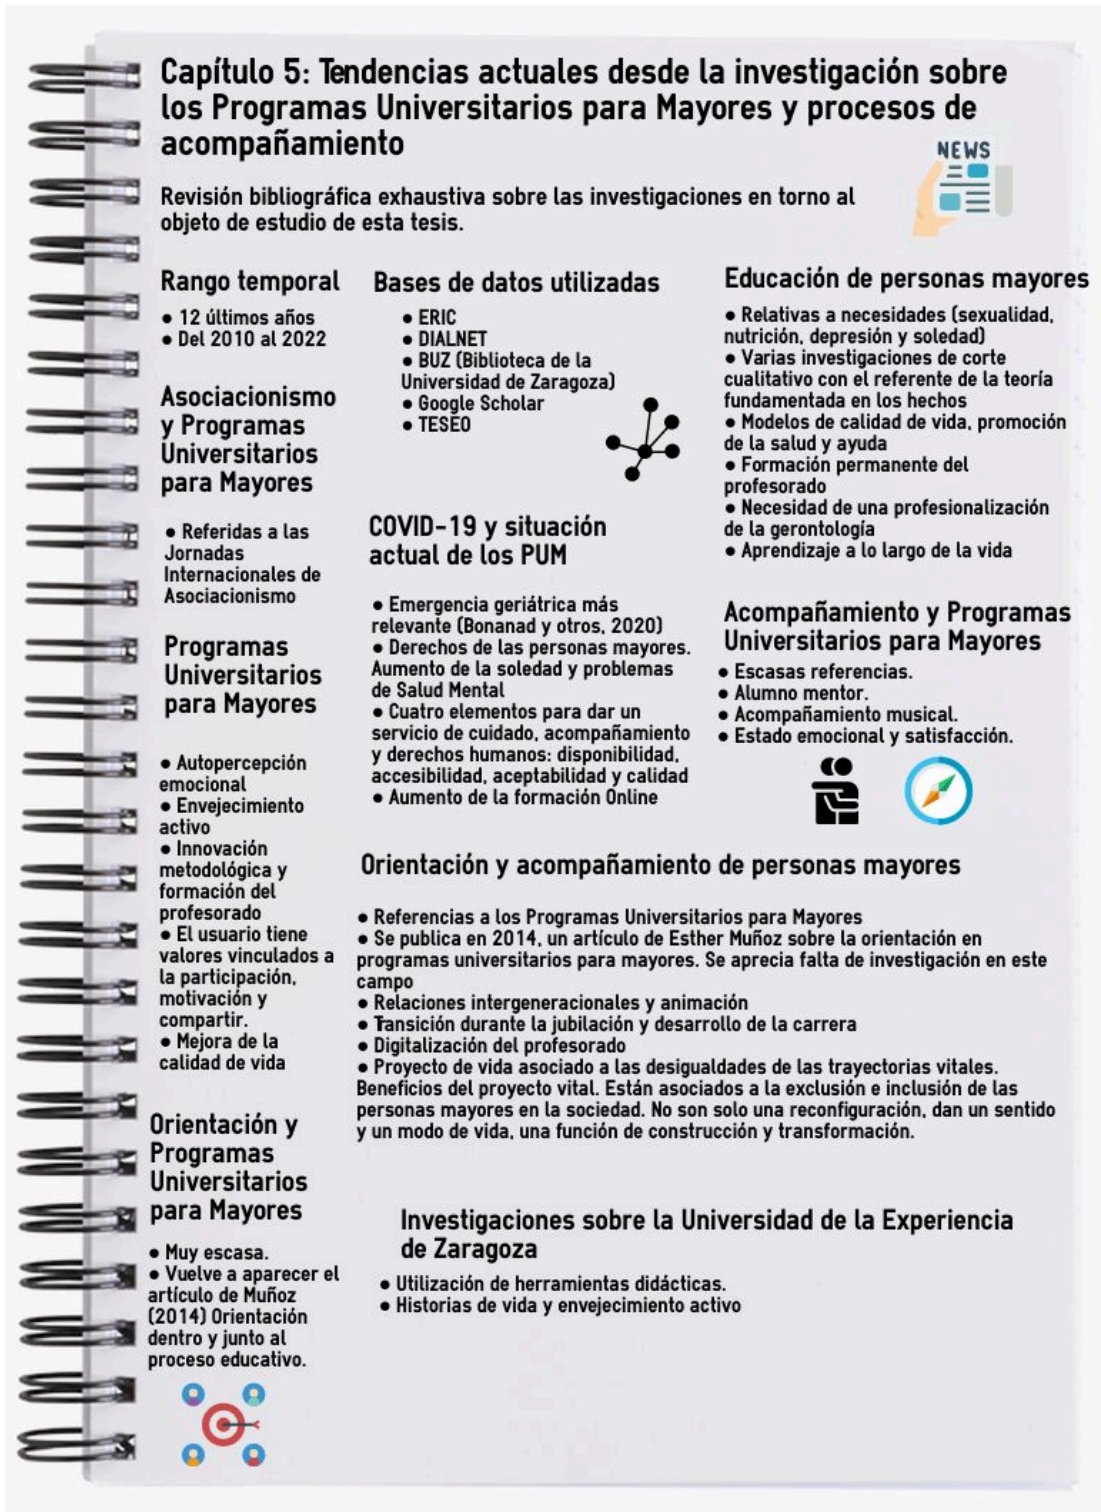 Capítulo 5: Tendencias actuales desde la investigación sobre
los Programas Universitarios para Mayores y procesos de
acompañamiento
NEWS
Revisión bibliográfica exhaustiva sobre las investigaciones en torno al
objeto de estudio de esta tesis.
Rango temporal
● 12 últimos años
● Del 2010 al 2022
Asociacionismo
y Programas
Universitarios
para Mayores
● Referidas a las
Jornadas
Internacionales de
Asociacionismo
Programas
Universitarios
para Mayores
● Autopercepción
emocional
● Envejecimiento
activo
● Innovación
metodológica y
formación del
profesorado
● El usuario tiene
valores vinculados a
la participación,
motivación y
compartir.
● Mejora de la
calidad de vida
Orientación y
Programas
Universitarios
para Mayores
● Muy escasa.
● Vuelve a aparecer el
artículo de Muñoz
(2014) Orientación
dentro y junto al
proceso educativo.
Bases de datos utilizadas
● ERIC
● DIALNET
● BUZ (Biblioteca de la
Universidad de Zaragoza)
● Google Scholar
● TESEO
COVID-19 y situación
actual de los PUM
● Emergencia geriátrica más
relevante (Bonanad y otros, 2020)
● Derechos de las personas mayores.
Aumento de la soledad y problemas
de Salud Mental
● Cuatro elementos para dar un
servicio de cuidado, acompañamiento
y derechos humanos: disponibilidad,
accesibilidad, aceptabilidad y calidad
● Aumento de la formación Online
Educación de personas mayores
● Relativas a necesidades (sexualidad,
nutrición, depresión y soledad)
● Varias investigaciones de corte
cualitativo con el referente de la teoría
fundamentada en los hechos
● Modelos de calidad de vida, promoción
de la salud y ayuda
● Formación permanente del
profesorado
● Necesidad de una profesionalización
de la gerontología
● Aprendizaje a lo largo de la vida
Acompañamiento y Programas
Universitarios para Mayores
● Escasas referencias.
● Alumno mentor.
● Acompañamiento musical.
● Estado emocional y satisfacción.
Orientación y acompañamiento de personas mayores
● Referencias a los Programas Universitarios para Mayores
● Se publica en 2014, un artículo de Esther Muñoz sobre la orientación en
programas universitarios para mayores. Se aprecia falta de investigación en este
campo
● Relaciones intergeneracionales y animación
● Transición durante la jubilación y desarrollo de la carrera
● Digitalización del profesorado
● Proyecto de vida asociado a las desigualdades de las trayectorias vitales.
Beneficios del proyecto vital. Están asociados a la exclusión e inclusión de las
personas mayores en la sociedad. No son solo una reconfiguración, dan un sentido
y un modo de vida, una función de construcción y transformación.
Investigaciones sobre la Universidad de la Experiencia
de Zaragoza
● Utilización de herramientas didácticas.
● Historias de vida y envejecimiento activo